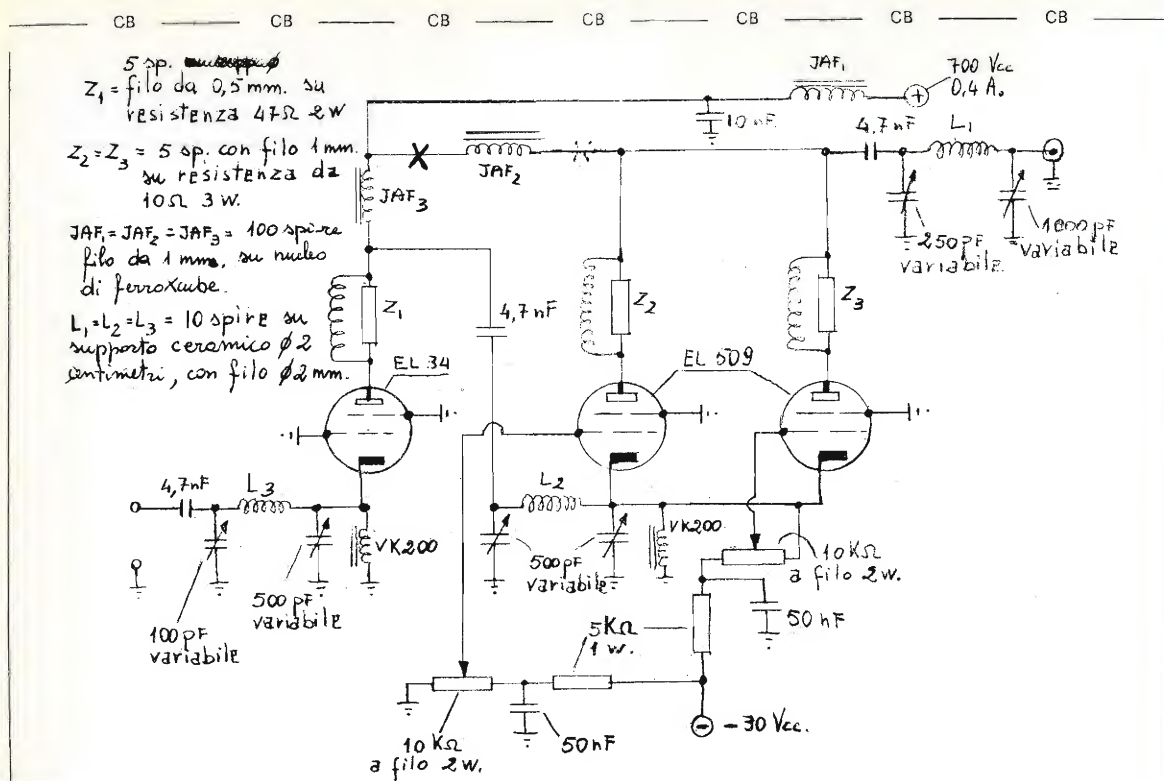 CB CB CB CB CB CB CB
5 sp.
Z1 = filo da 0,5 mm. su
resistenza 47Ω 2W
Z2 = Z3 = 5 sp. con filo 1mm.
su resistenza da
10Ω 3 W.
JAF1 = JAF2 = JAF3 = 100 spire
filo da 1 mm, su nucleo
di ferroxcube.
L1 = L2 = L3 = 10 spire su
supporto ceramico ϕ 2
centimetri, con filo ϕ 2 mm.
JAF1
700 Vcc
0,4 A.
10 nF
4,7 nF
L1
JAF2
JAF3
250 pF
variabile
1000 pF
variabile
Z1
4,7 nF
Z2
Z3
EL 34
EL 509
4,7nF
L3
L2
VK200
VK200
500 pF
variabile
10 KΩ
a filo 2 w.
100 pF
variabile
500 pF
variabile
50 nF
5 KΩ
1 w.
10 KΩ
a filo 2 w.
50 nF
- 30 Vcc.